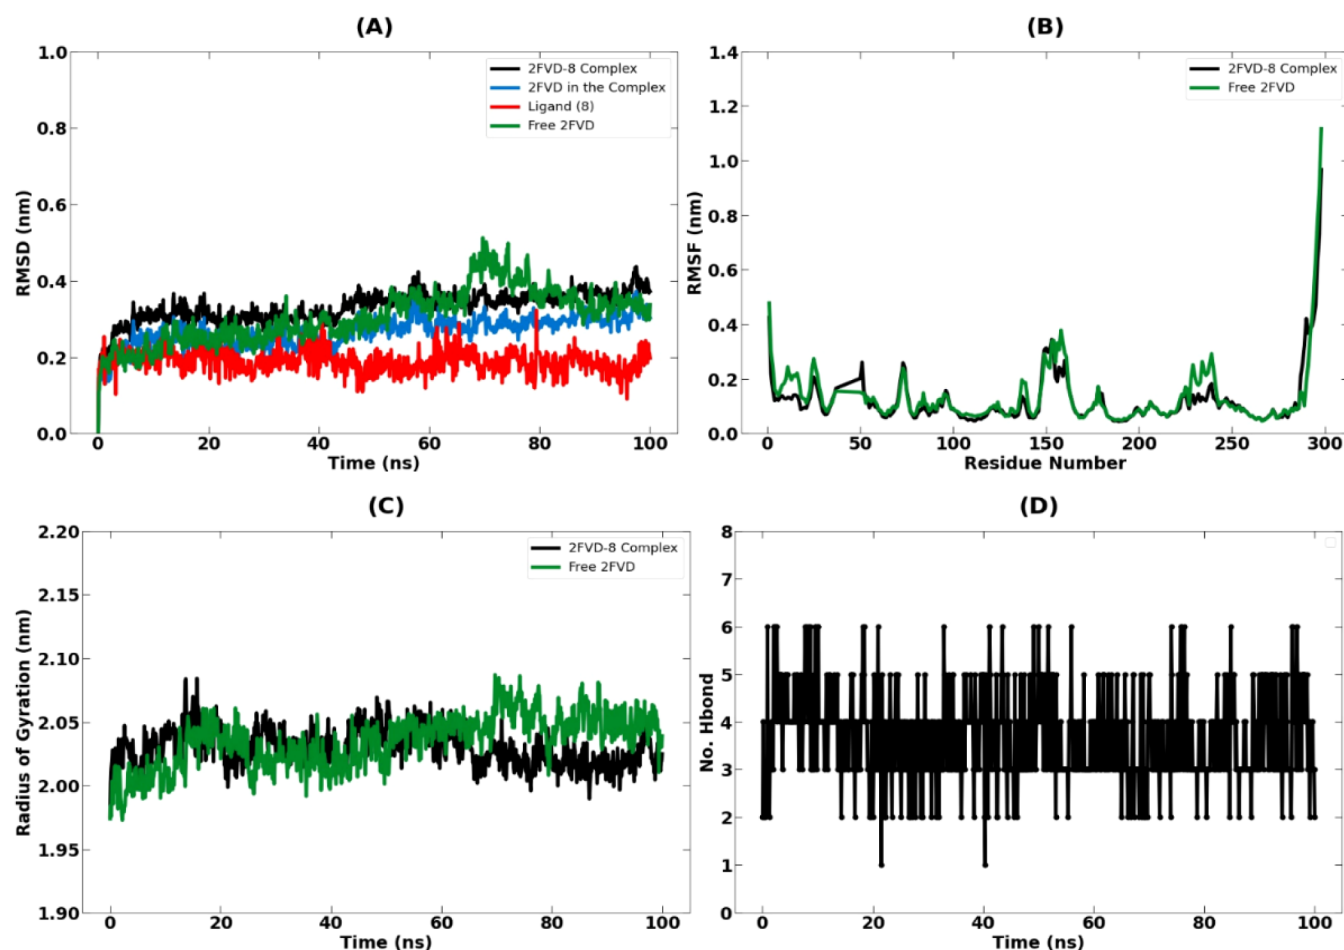 (A)
1.0
0.8
0.6
0.4
0.2
0.0
RMSD (nm)
2FVD-8 Complex
2FVD in the Complex
Ligand (8)
Free 2FVD
0 20 40 60 80 100
Time (ns)
(B)
1.4
1.2
1.0
0.8
0.6
0.4
0.2
0.0
RMSF (nm)
2FVD-8 Complex
Free 2FVD
0 50 100 150 200 250 300
Residue Number
(C)
2.20
2.15
2.10
2.05
2.00
1.95
1.90
Radius of Gyration (nm)
2FVD-8 Complex
Free 2FVD
0 20 40 60 80 100
Time (ns)
(D)
8
7
6
5
4
3
2
1
0
No. Hbond
0 20 40 60 80 100
Time (ns)